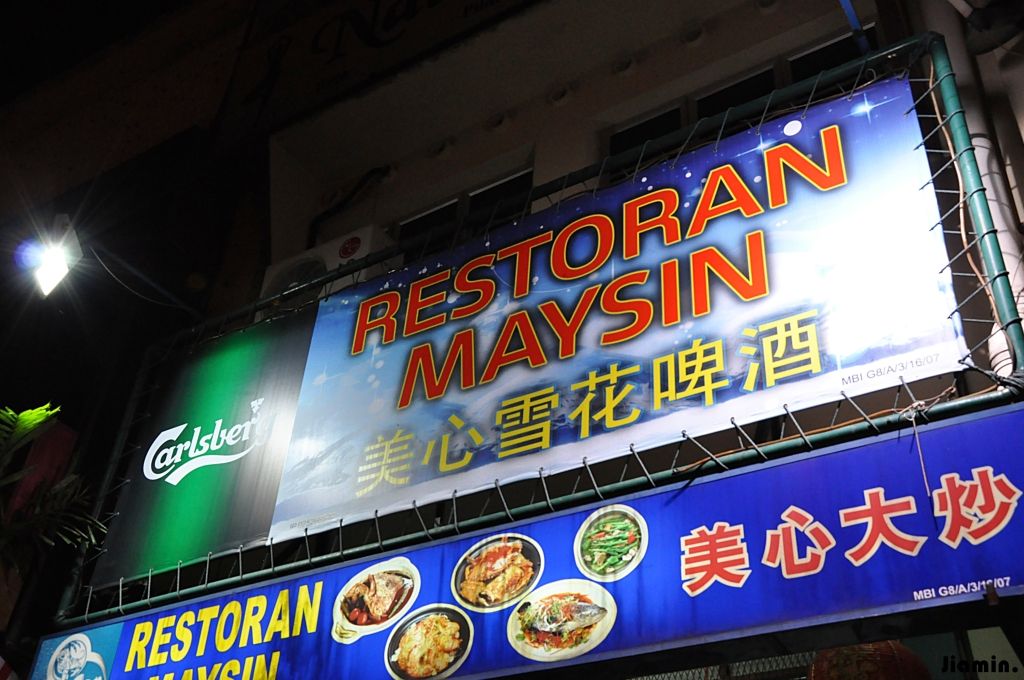 RESTORAN
MAYSIN
美心雪花啤酒
MBI G8/A/3/16/07
Carlsberg
RESTORAN
MAYSIN
美心大炒
MBI G8/A/3/16/07
Jiamin.